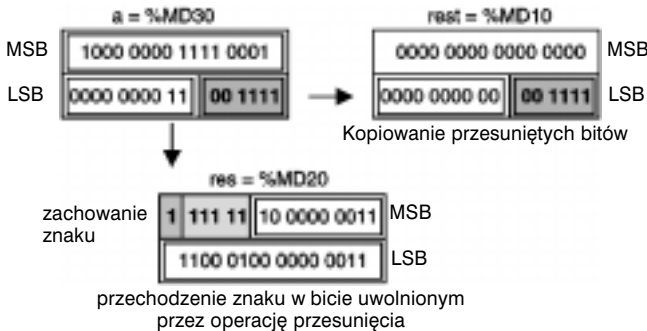 a = %MD30
rest = %MD10
MSB 1000 0000 1111 0001
0000 0000 0000 0000 MSB
LSB 0000 0000 11 00 1111
0000 0000 00 00 1111 LSB
Kopiowanie przesuniętych bitów
res = %MD20
zachowanie
znaku
1 111 11 10 0000 0011 MSB
1100 0100 0000 0011 LSB
przechodzenie znaku w bicie uwolnionym
przez operację przesunięcia